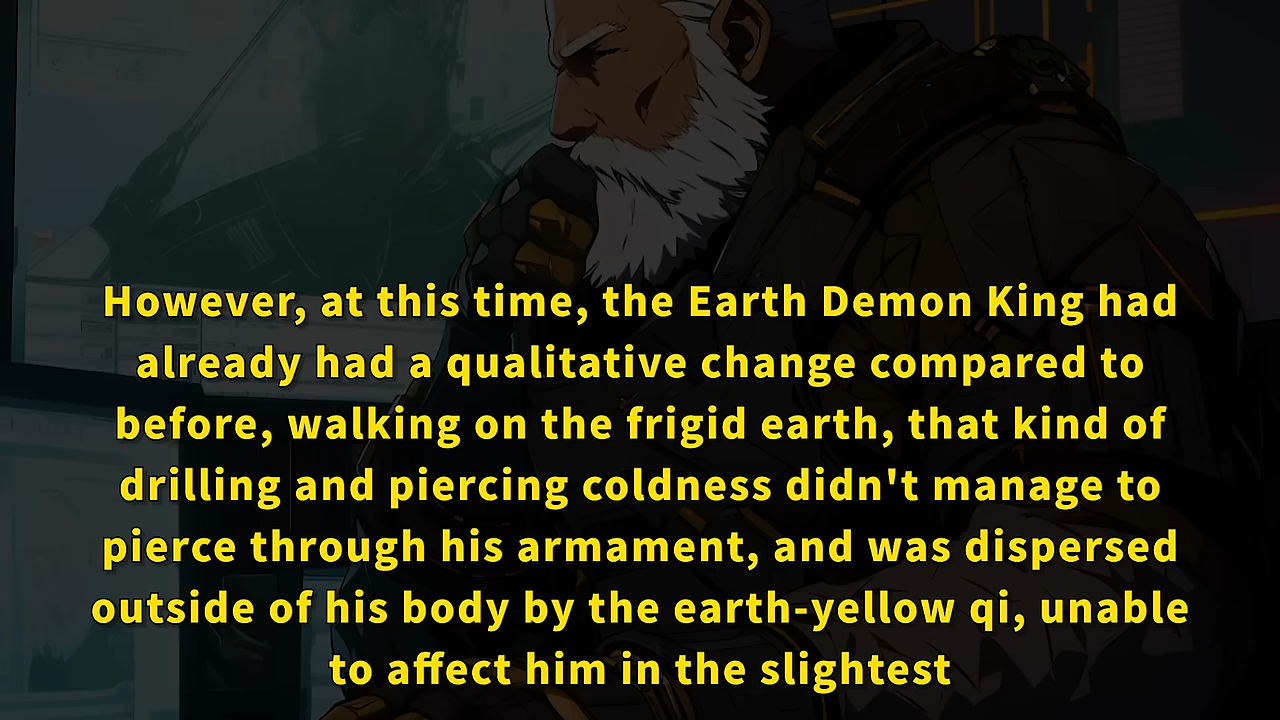 However, at this time, the Earth Demon King had
already had a qualitative change compared to
before, walking on the frigid earth, that kind of
drilling and piercing coldness didn't manage to
pierce through his armament, and was dispersed
outside of his body by the earth-yellow qi, unable
to affect him in the slightest